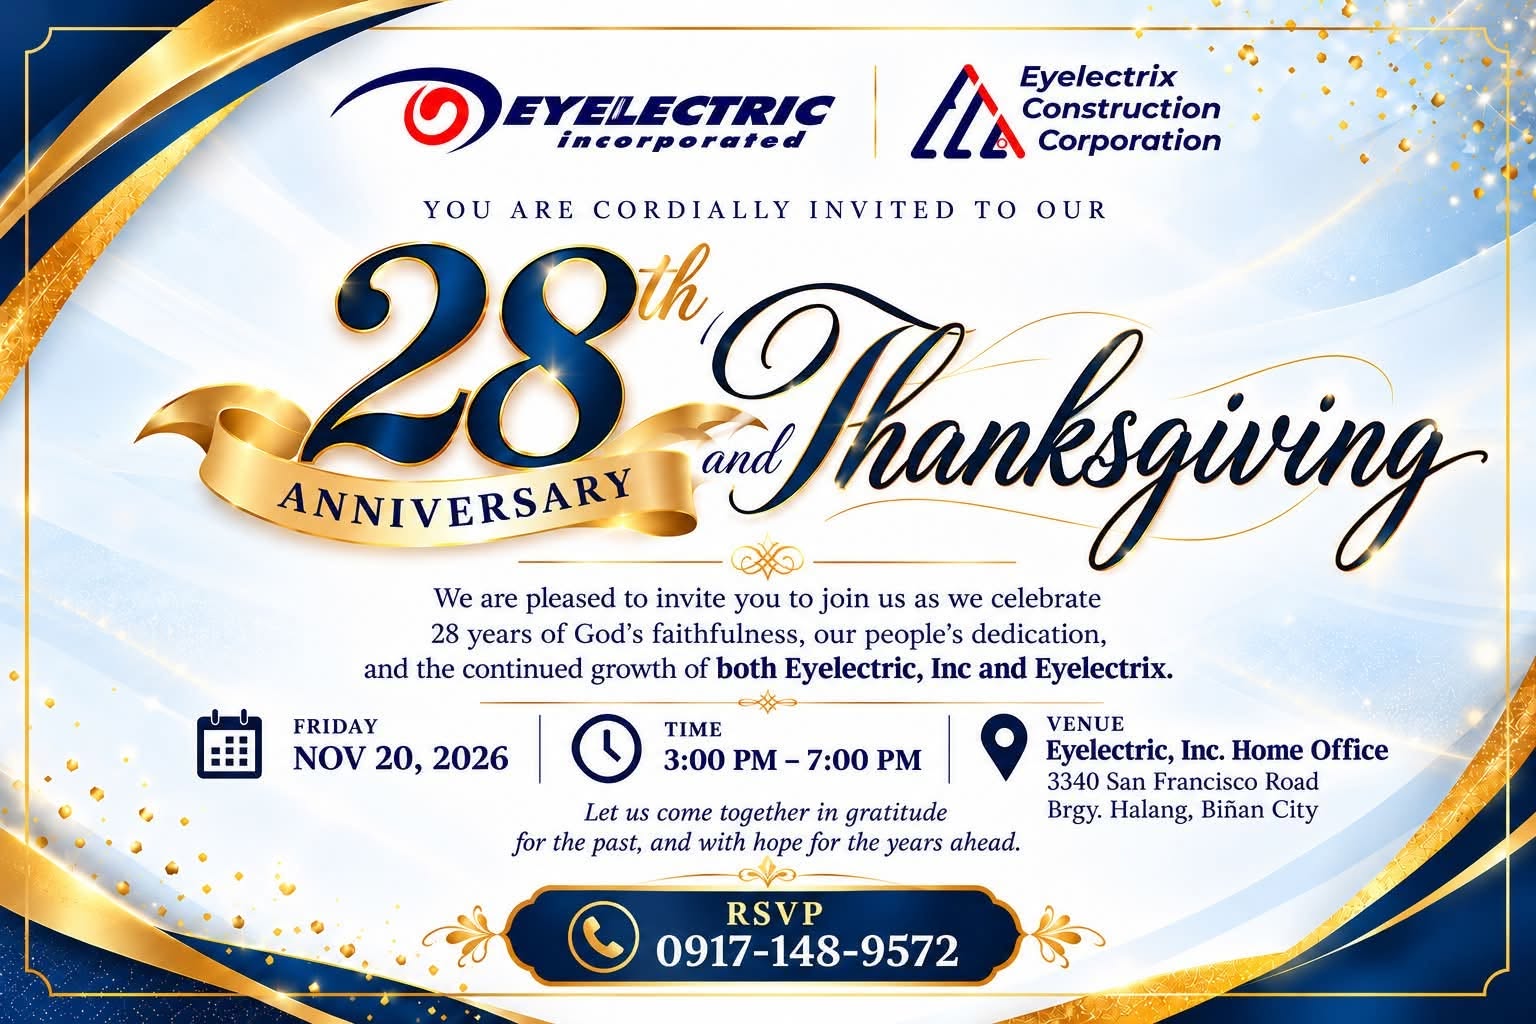 EYELECTRIC
incorporated
Eyelectrix
Construction
Corporation
YOU ARE CORDIALLY INVITED TO OUR
28th
ANNIVERSARY
and Thanksgiving
We are pleased to invite you to join us as we celebrate
28 years of God's faithfulness, our people's dedication,
and the continued growth of both Eyelectric, Inc and Eyelectrix.
FRIDAY
NOV 20, 2026
TIME
3:00 PM – 7:00 PM
VENUE
Eyelectric, Inc. Home Office
3340 San Francisco Road
Brgy. Halang, Biñan City
Let us come together in gratitude
for the past, and with hope for the years ahead.
RSVP
0917-148-9572